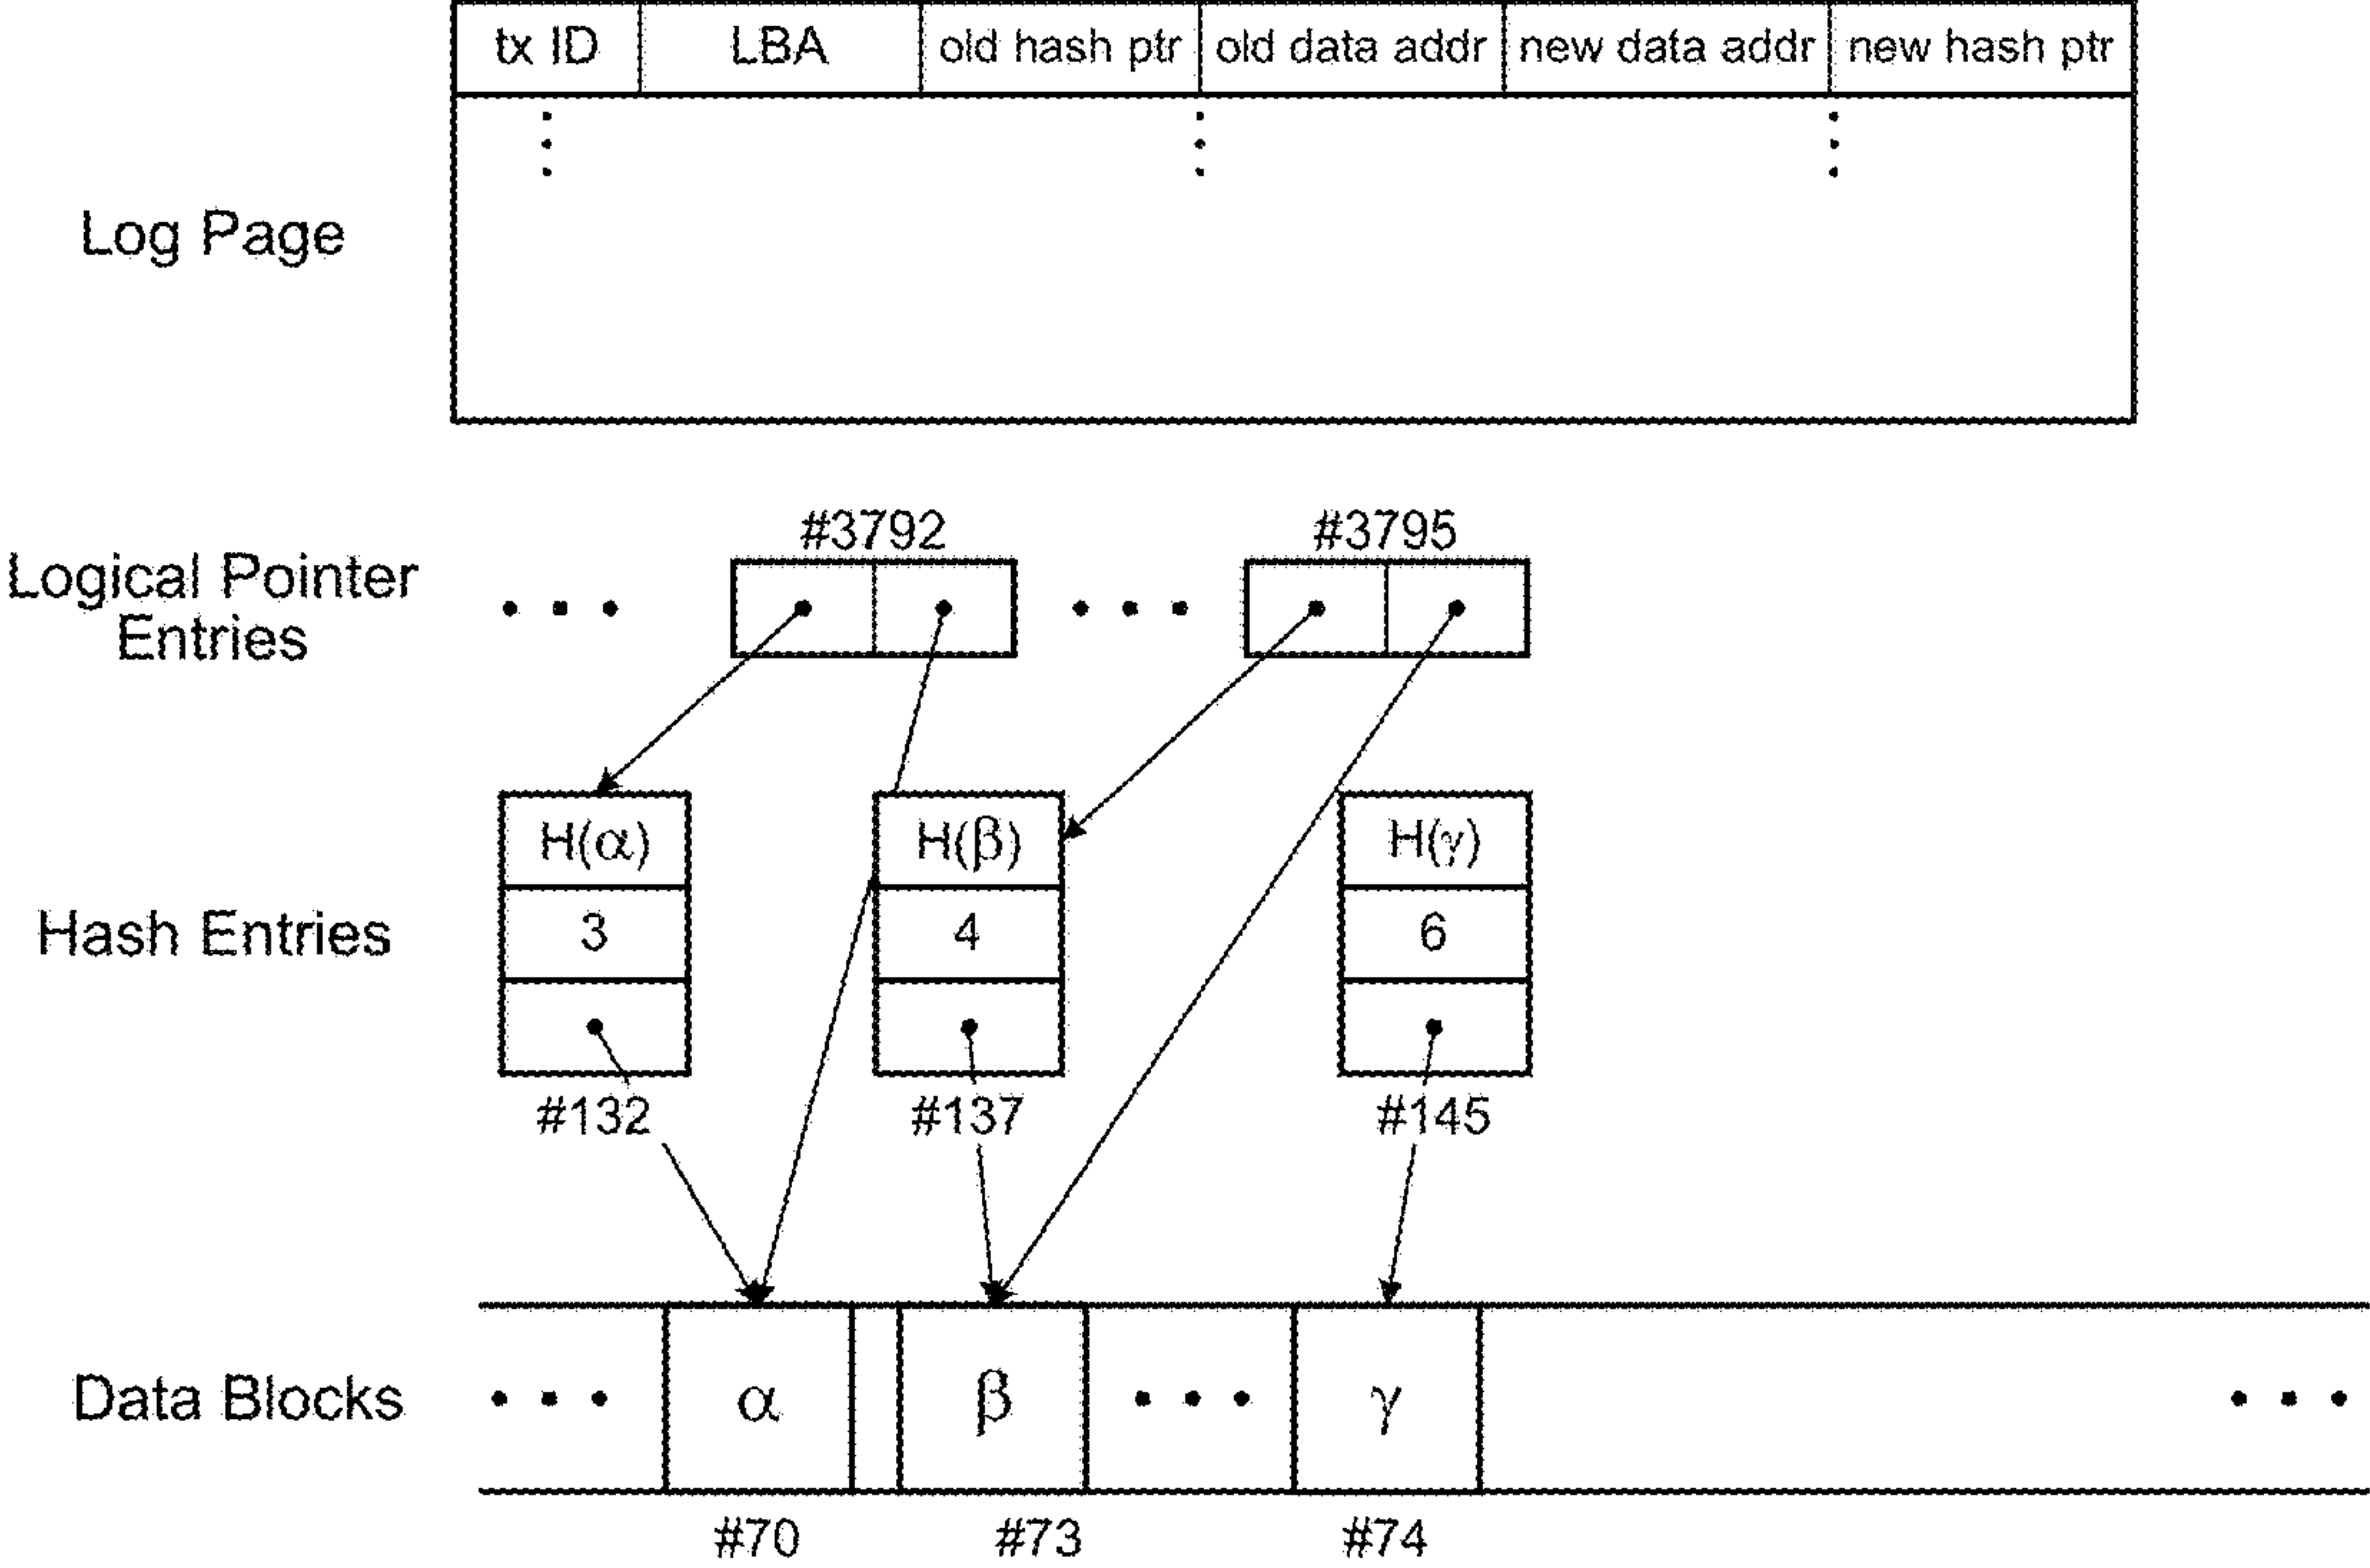 tx ID LBA old hash ptr old data addr new data addr new hash ptr
Log Page
#3792 #3795
Logical Pointer
Entries
H(α) H(β) H(γ)
Hash Entries 3 4 6
#132 #137 #145
Data Blocks α β γ
#70 #73 #74